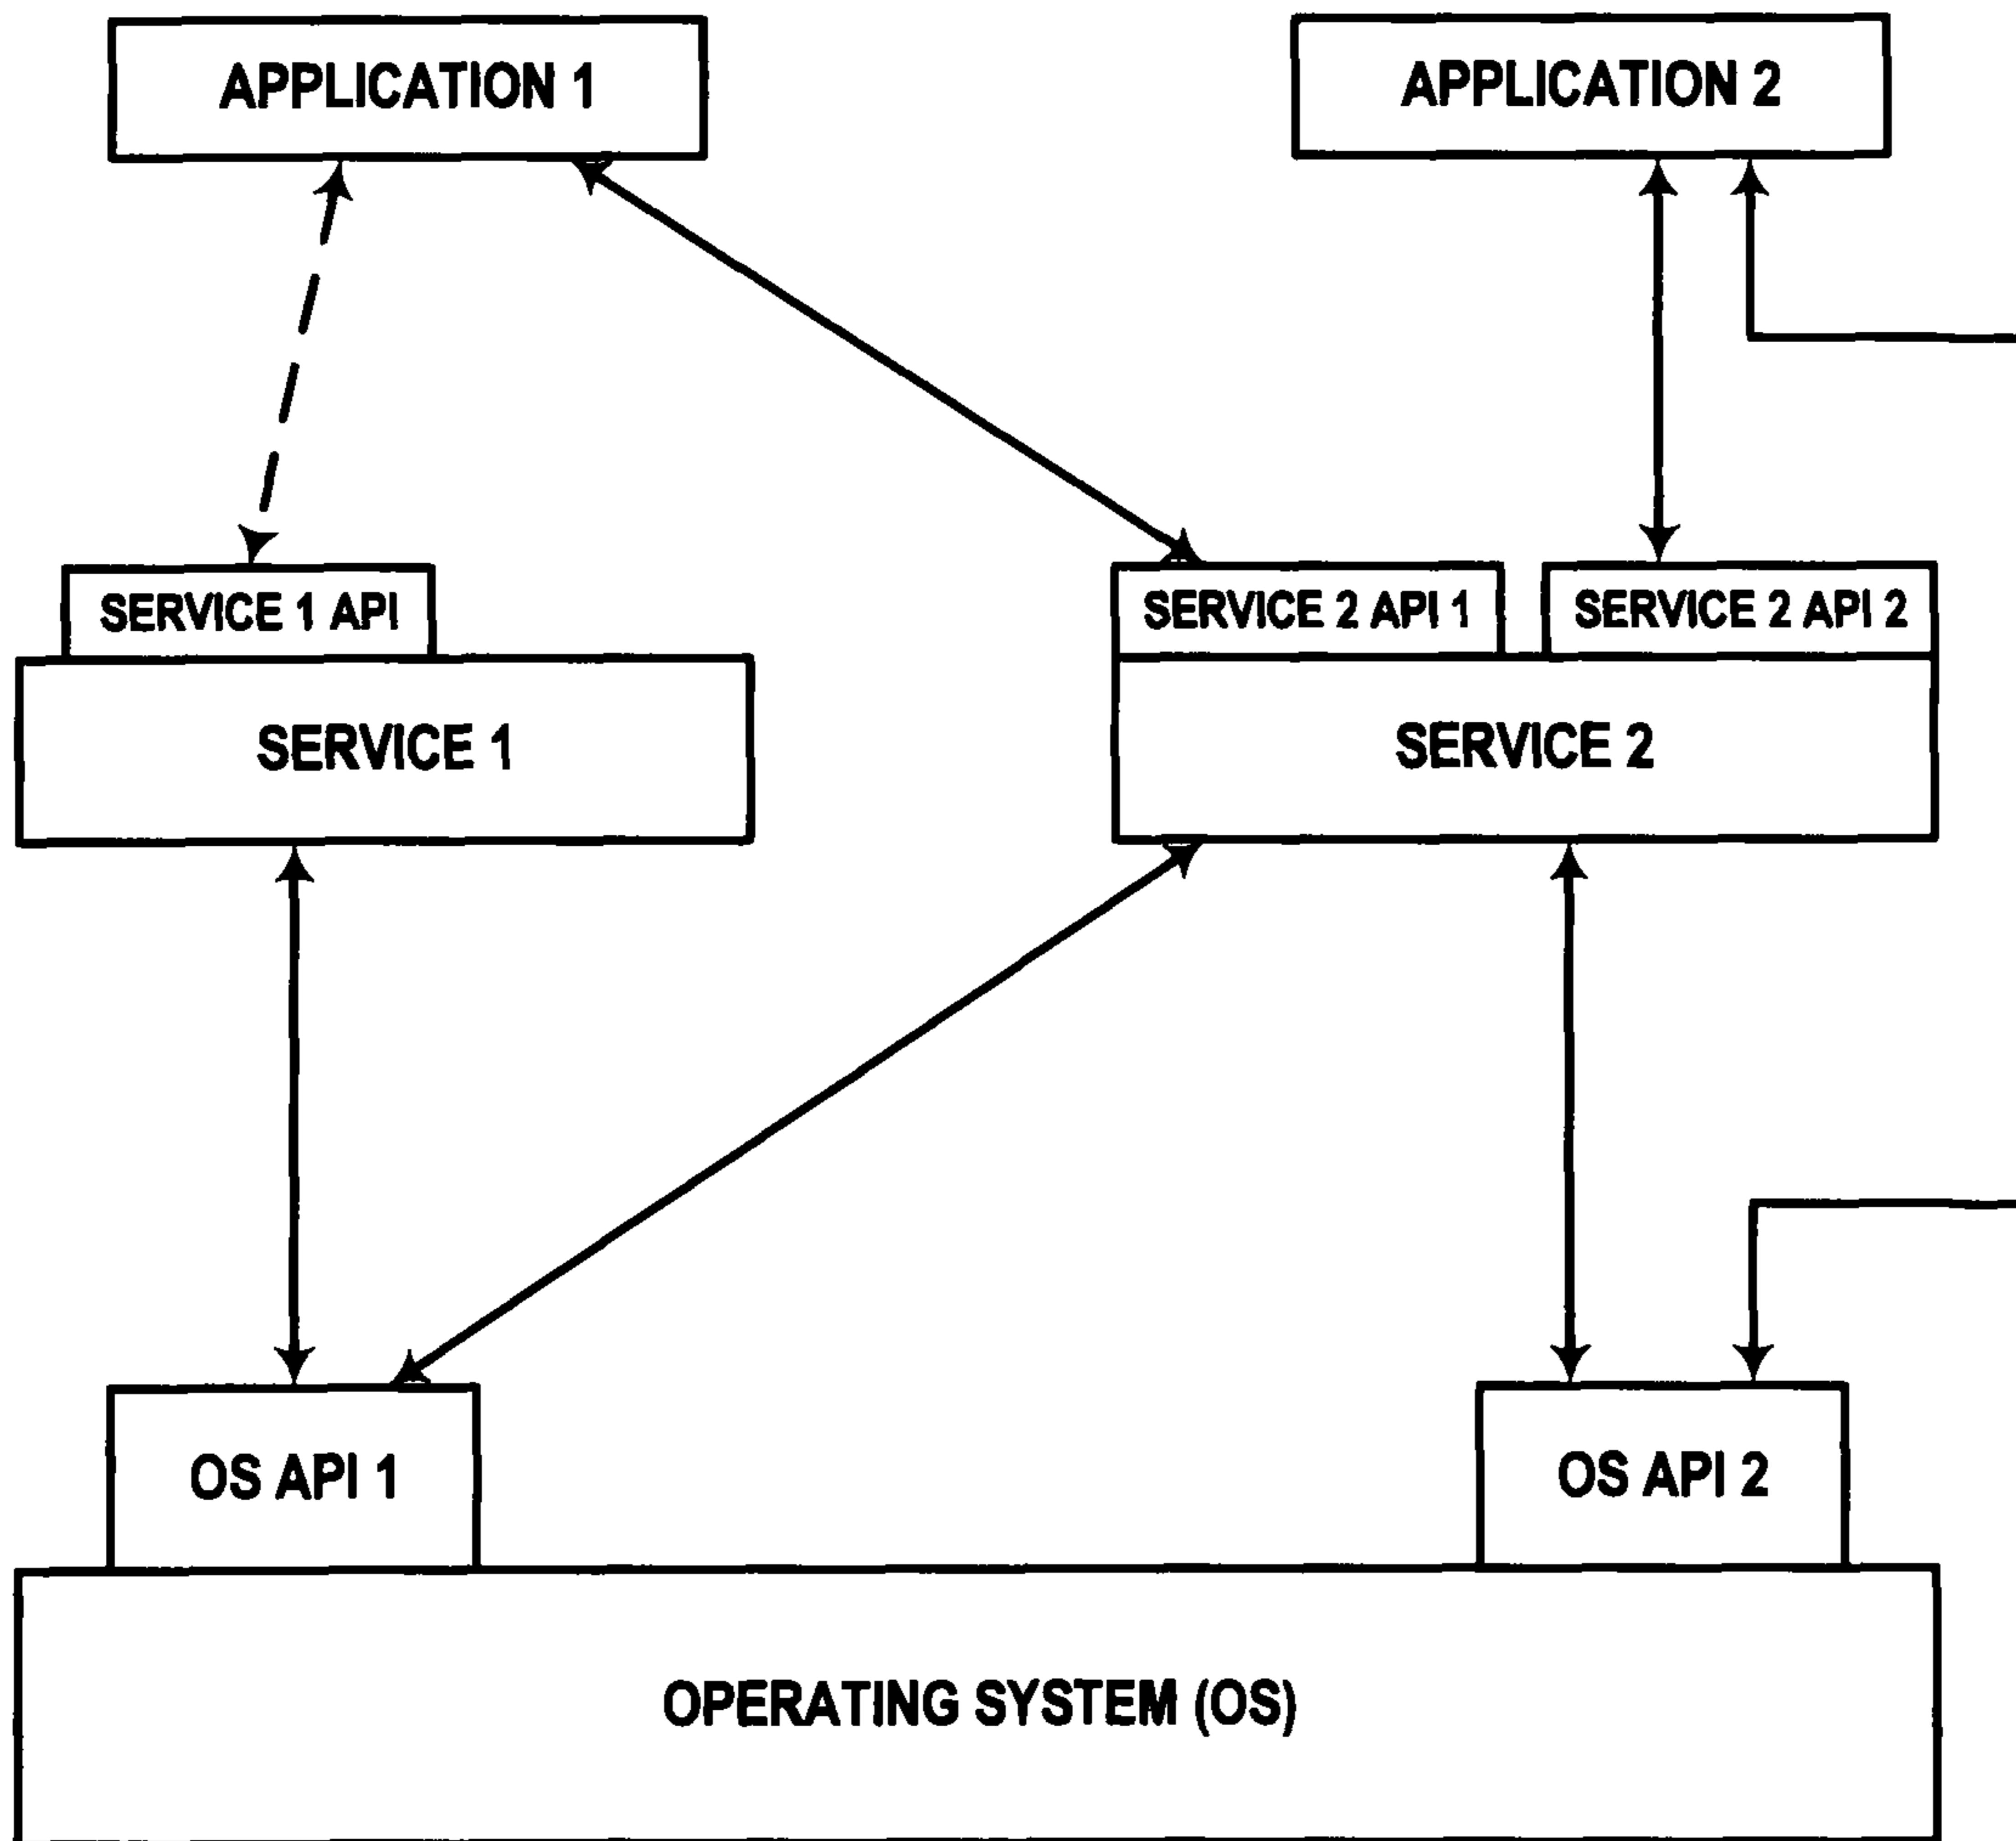 APPLICATION 1
APPLICATION 2
SERVICE 1 API
SERVICE 2 API 1
SERVICE 2 API 2
SERVICE 1
SERVICE 2
OS API 1
OS API 2
OPERATING SYSTEM (OS)